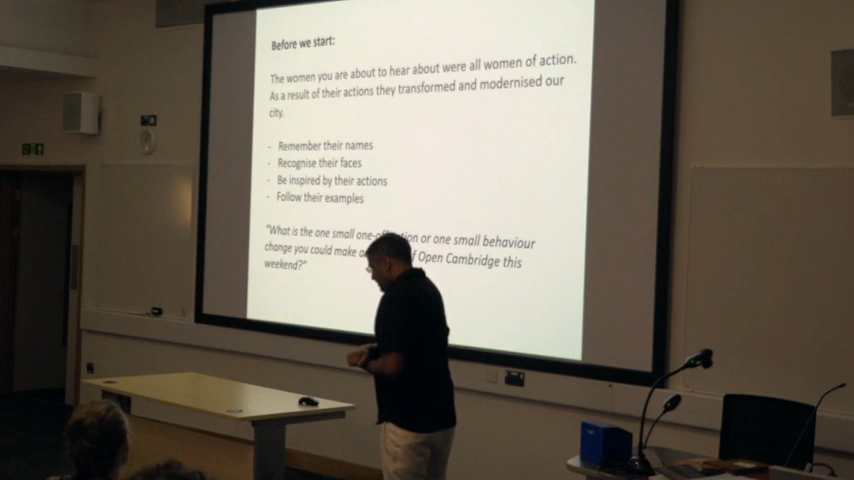 Before we start:
The women you are about to hear about were all women of action.
As a result of their actions they transformed and modernised our
city.
- Remember their names
- Recognise their faces
- Be inspired by their actions
- Follow their examples
"What is the one small one-off or one small behaviour
change you could make of Open Cambridge this
weekend?"